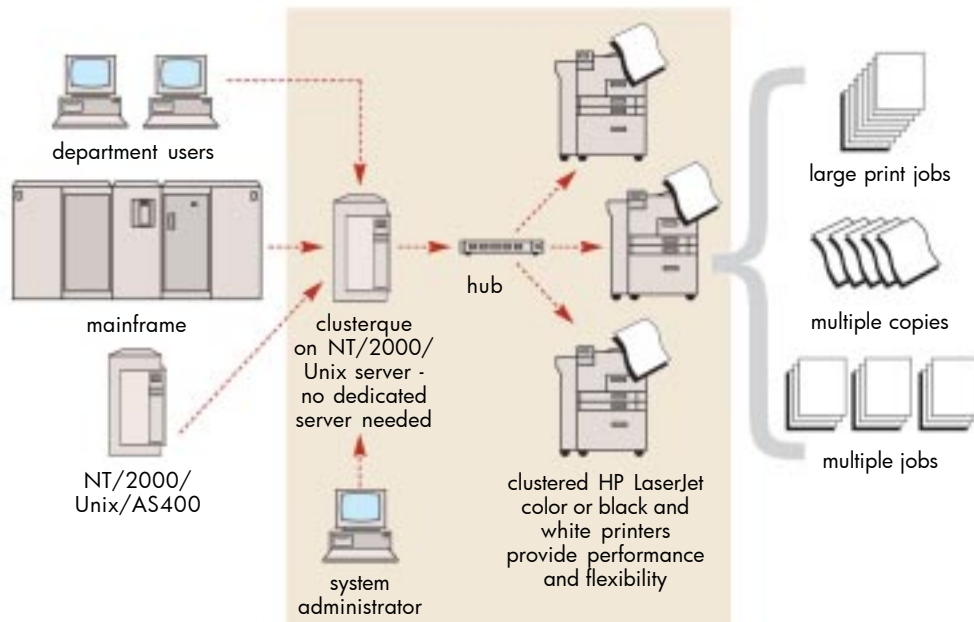 department users
mainframe
NT/2000/
Unix/AS400
clusterque
on NT/2000/
Unix server -
no dedicated
server needed
system
administrator
hub
clustered HP LaserJet
color or black and
white printers
provide performance
and flexibility
large print jobs
multiple copies
multiple jobs